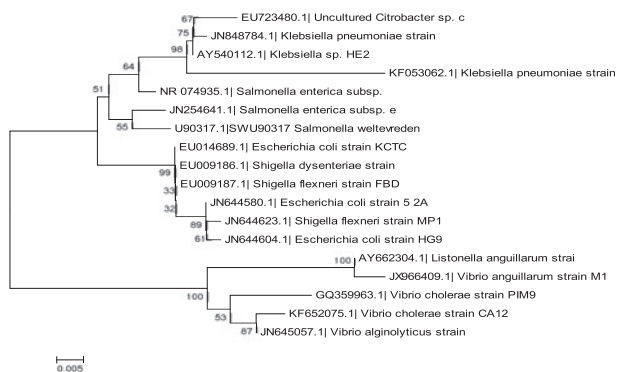 67
EU723480.1| Uncultured Citrobacter sp. c
75
JN848784.1| Klebsiella pneumoniae strain
98
AY540112.1| Klebsiella sp. HE2
64
KF053062.1| Klebsiella pneumoniae strain
51
NR 074935.1| Salmonella enterica subsp.
JN254641.1| Salmonella enterica subsp. e
55
U90317.1|SWU90317 Salmonella weltevreden
EU014689.1| Escherichia coli strain KCTC
99
EU009186.1| Shigella dysenteriae strain
33
EU009187.1| Shigella flexneri strain FBD
32
JN644580.1| Escherichia coli strain 5 2A
89
JN644623.1| Shigella flexneri strain MP1
61
JN644604.1| Escherichia coli strain HG9
100
AY662304.1| Listonella anguillarum strai
JX966409.1| Vibrio anguillarum strain M1
100
GQ359963.1| Vibrio cholerae strain PIM9
53
KF652075.1| Vibrio cholerae strain CA12
87
JN645057.1| Vibrio alginolyticus strain
0.005